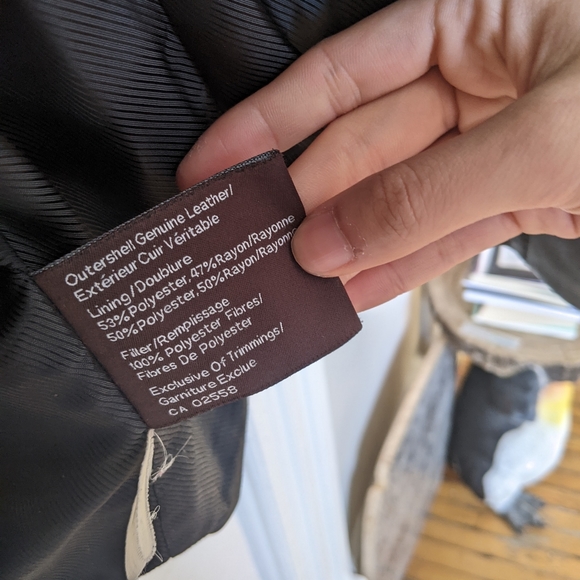 Outershell Genuine Leather/
Extérieur Cuir Véritable
Lining/Doublure
53% Polyester, 47% Rayon/Rayonne
50% Polyester, 50% Rayon/Rayonne
Filler/Remplissage
100% Polyester Fibres/
Fibres De Polyester
Exclusive Of Trimmings/
Garniture Exclue
CA 02558